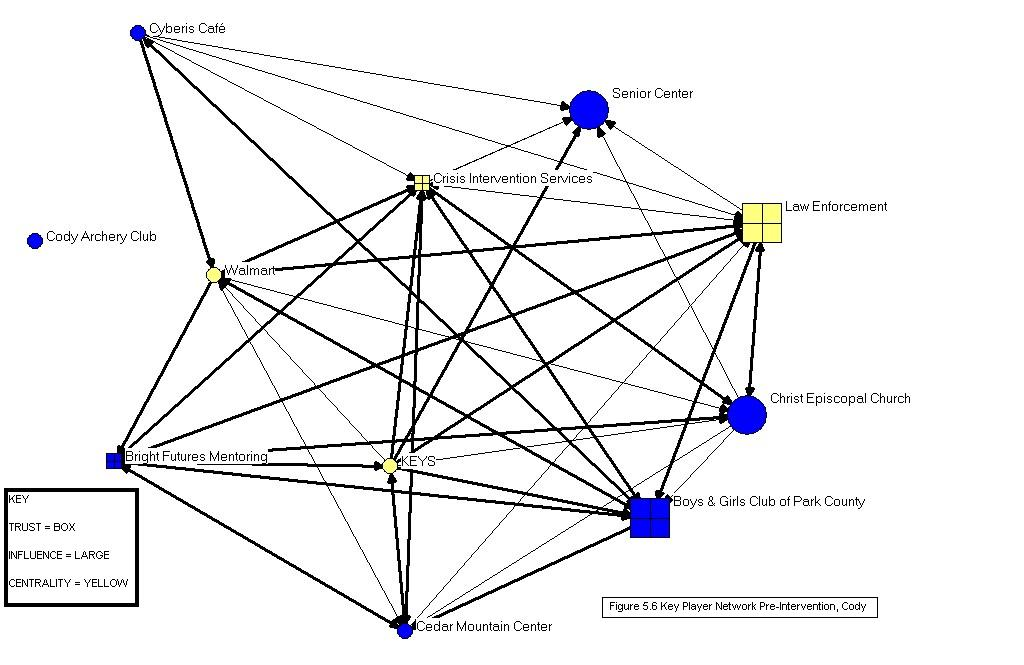 Cyberis Café
Senior Center
Crisis Intervention Services
Law Enforcement
Cody Archery Club
Walmart
Christ Episcopal Church
Bright Futures Mentoring
KEYS
Boys & Girls Club of Park County
KEY
TRUST = BOX
INFLUENCE = LARGE
CENTRALITY = YELLOW
Figure 5.6 Key Player Network Pre-Intervention, Cody
Cedar Mountain Center